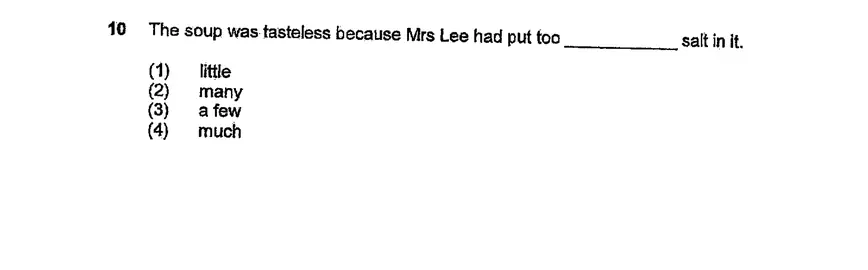 10 The soup was tasteless because Mrs Lee had put too ____________ salt in it.
(1) little
(2) many
(3) a few
(4) much